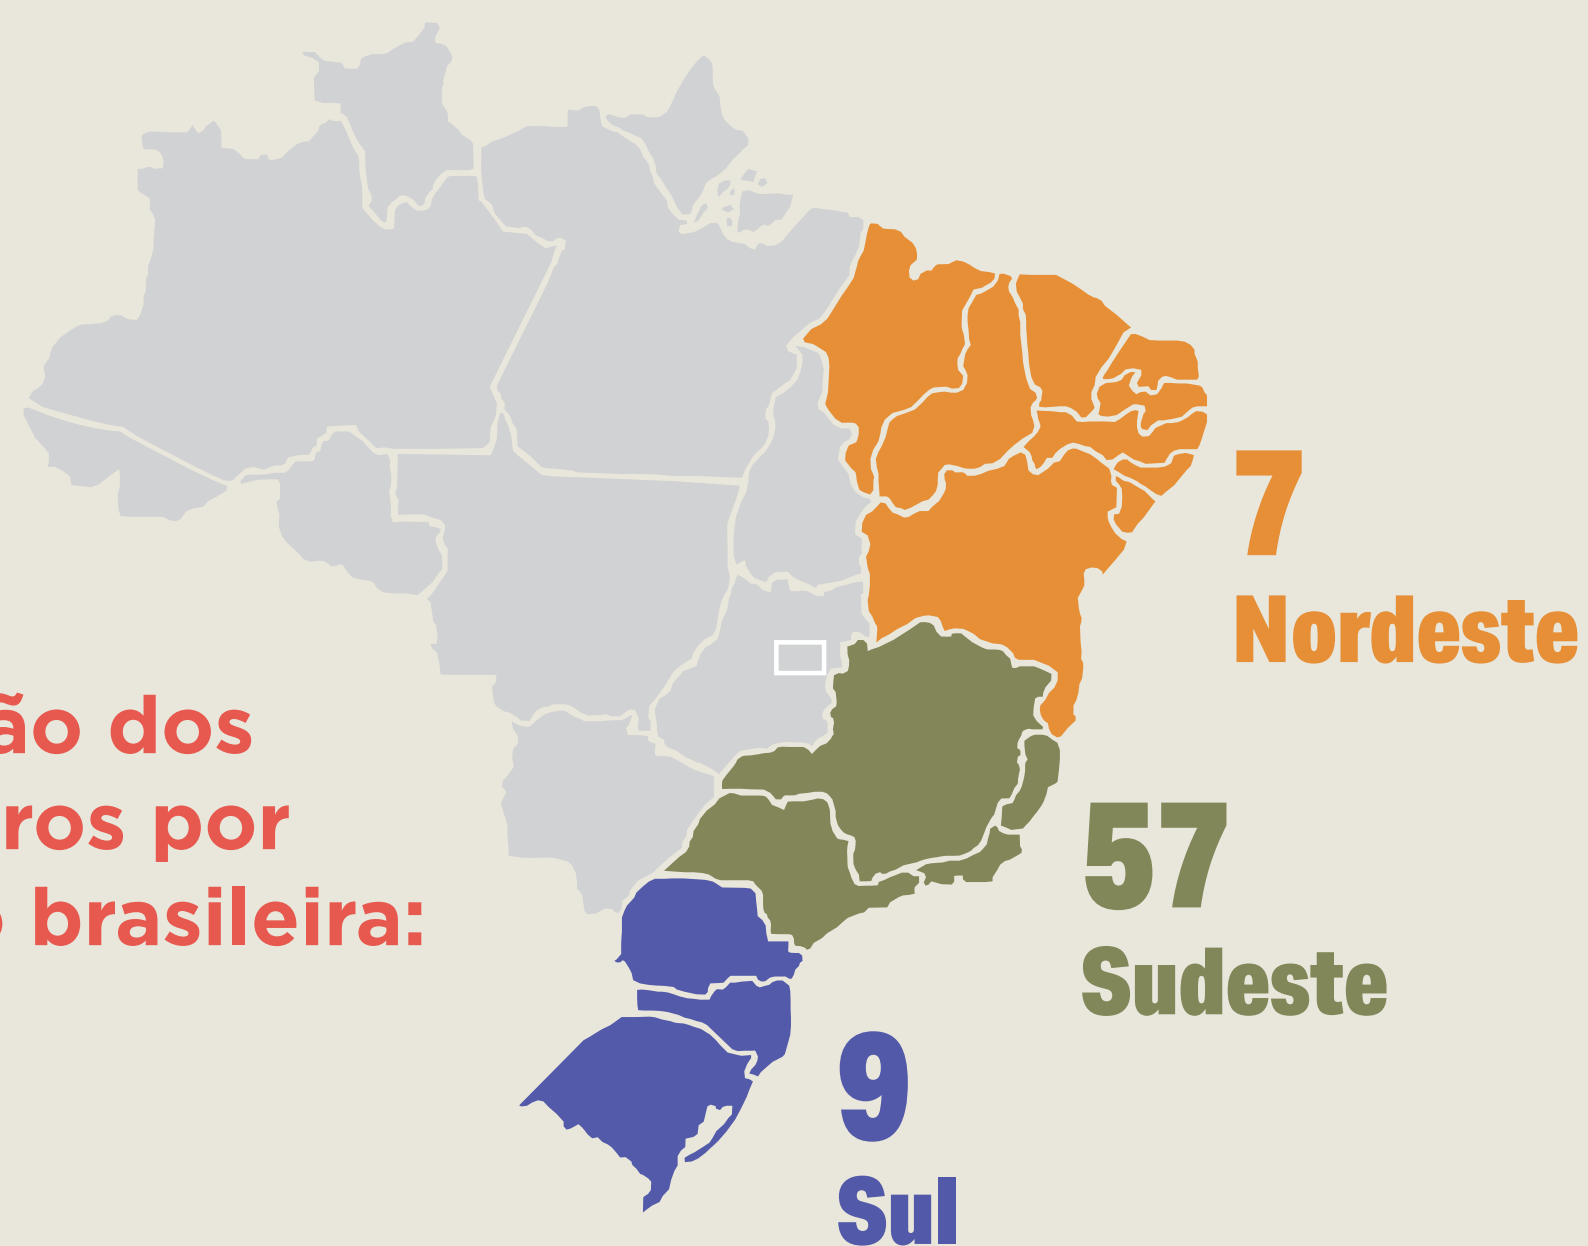 7
Nordeste
ão dos
ros por
brasileira:
57
Sudeste
9
Sul